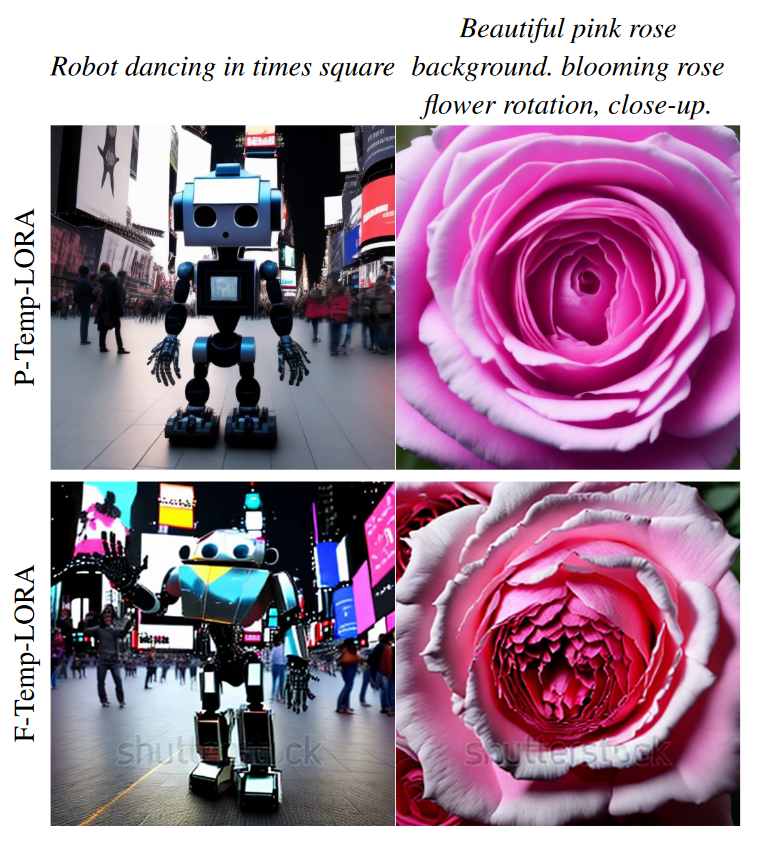 Robot dancing in times square
Beautiful pink rose
background. blooming rose
flower rotation, close-up.
P-Temp-LORA
F-Temp-LORA
shutterstock
shutterstock